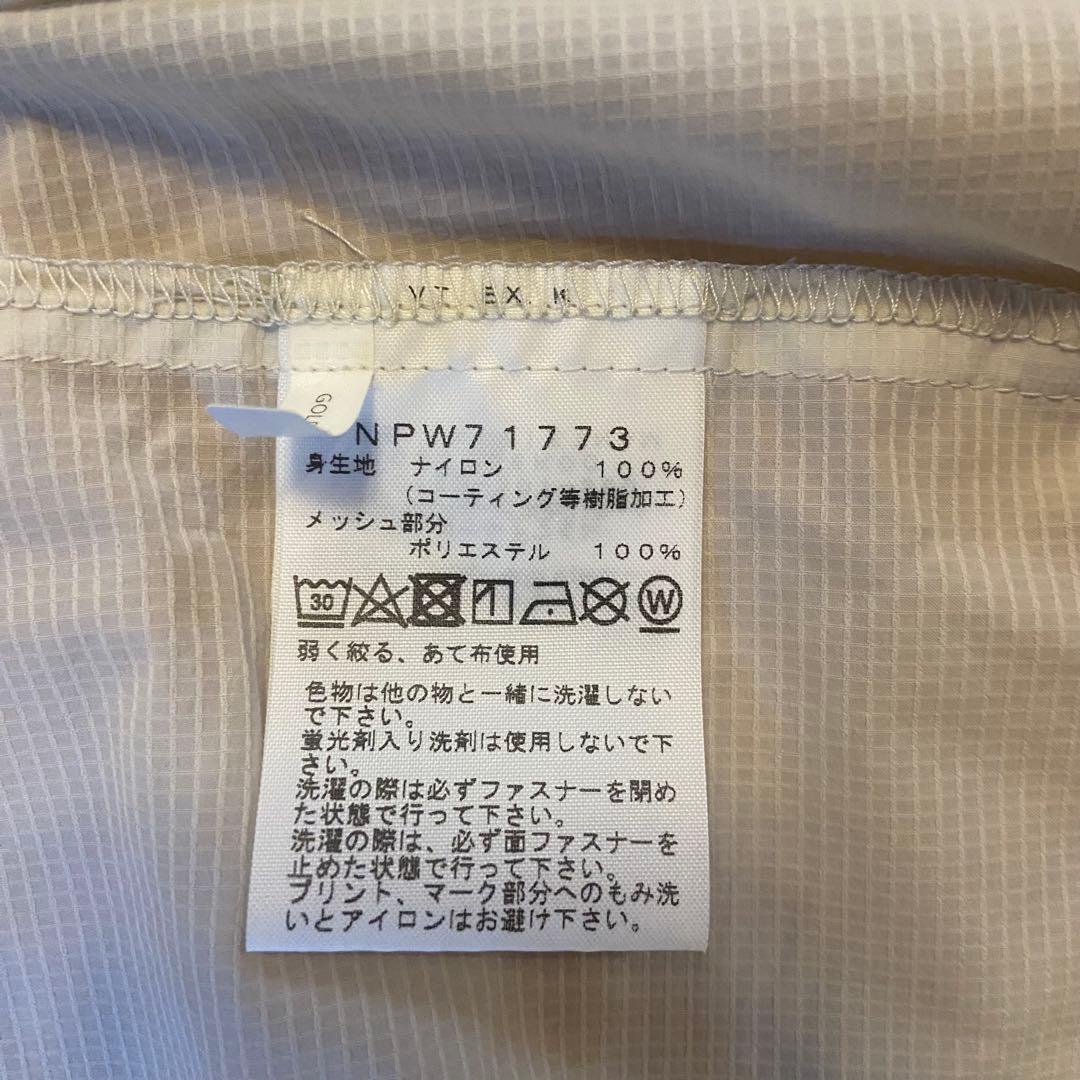 GOL
NPW71773
身生地 ナイロン 100%
(コーティング等樹脂加工)
メッシュ部分
ポリエステル 100%
30 W
弱く絞る、あて布使用
色物は他の物と一緒に洗濯しない
で下さい。
蛍光剤入り洗剤は使用しないで下
さい。
洗濯の際は必ずファスナーを閉め
た状態で行って下さい。
洗濯の際は、必ず面ファスナーを
止めた状態で行って下さい。
プリント、マーク部分へのもみ洗
いとアイロンはお避け下さい。